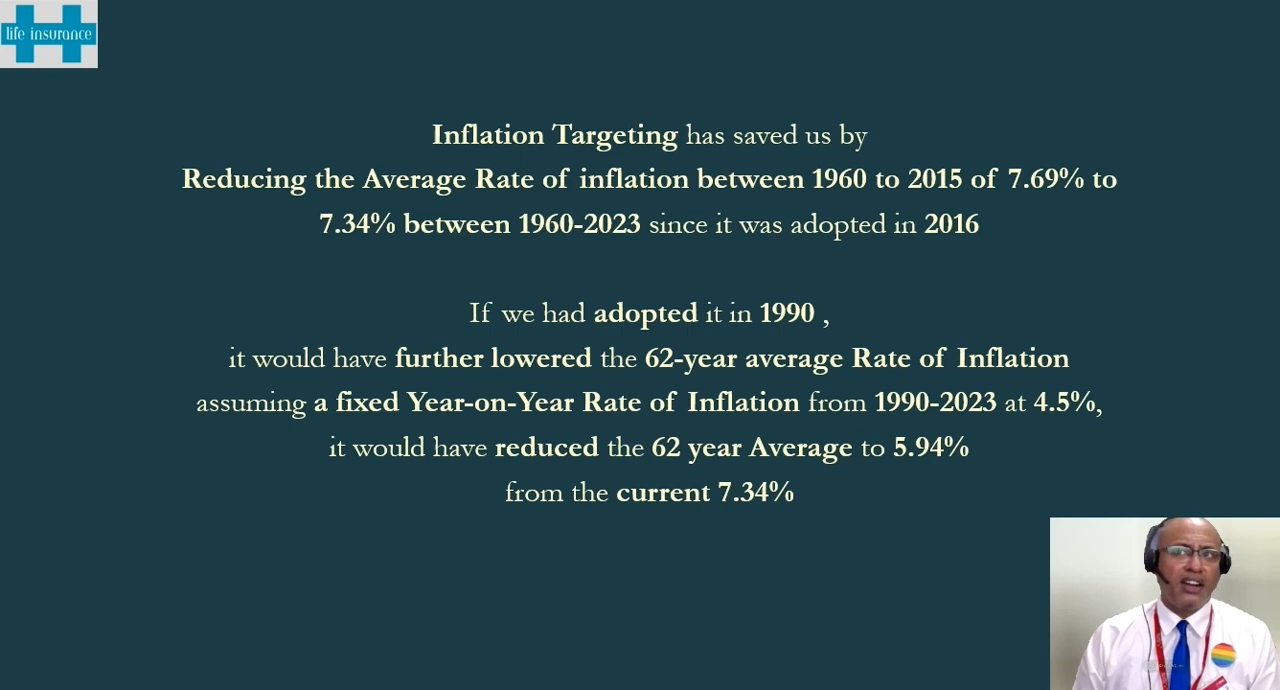 life insurance
Inflation Targeting has saved us by
Reducing the Average Rate of inflation between 1960 to 2015 of 7.69% to
7.34% between 1960-2023 since it was adopted in 2016
If we had adopted it in 1990 ,
it would have further lowered the 62-year average Rate of Inflation
assuming a fixed Year-on-Year Rate of Inflation from 1990-2023 at 4.5%,
it would have reduced the 62 year Average to 5.94%
from the current 7.34%